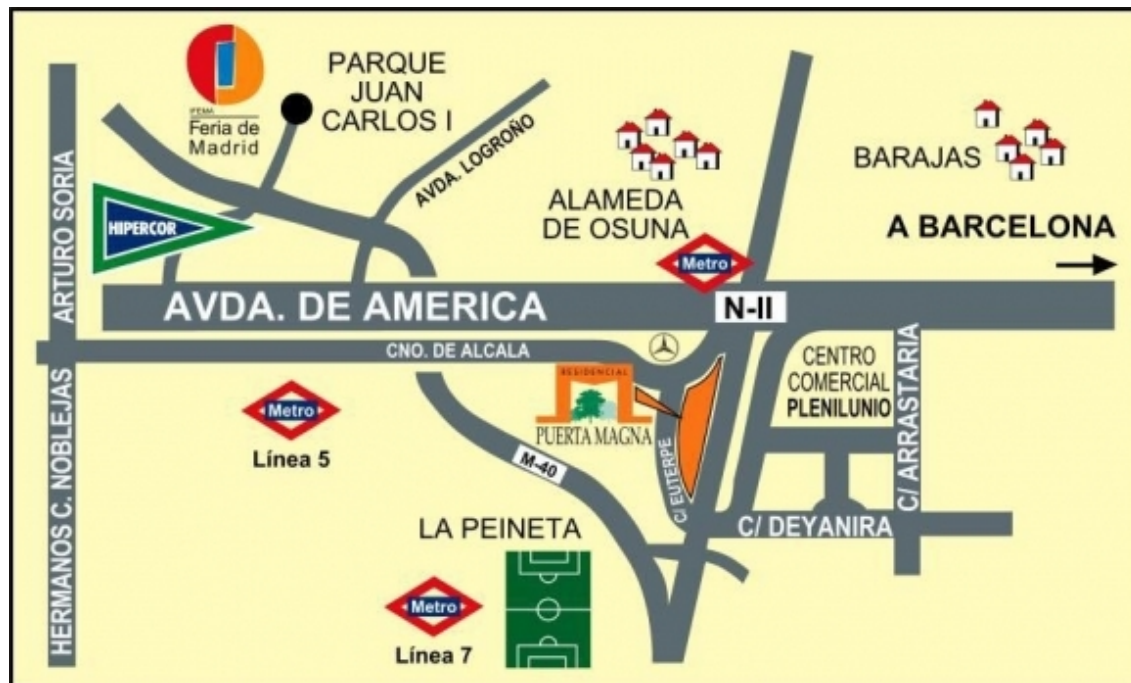 IFEMA
Feria de
Madrid
PARQUE
JUAN
CARLOS I
AVDA. LOGROÑO
ALAMEDA
DE OSUNA
BARAJAS
A BARCELONA
HIPERCOR
ARTURO SORIA
HERMANOS C. NOBLEJAS
Metro
AVDA. DE AMERICA
N-II
CNO. DE ALCALA
RESIDENCIAL
PUERTA MAGNA
CENTRO
COMERCIAL
PLENILUNIO
C/ ARRASTARIA
Metro
Línea 5
M-40
C/ EUTERPE
C/ DEYANIRA
LA PEINETA
Metro
Línea 7